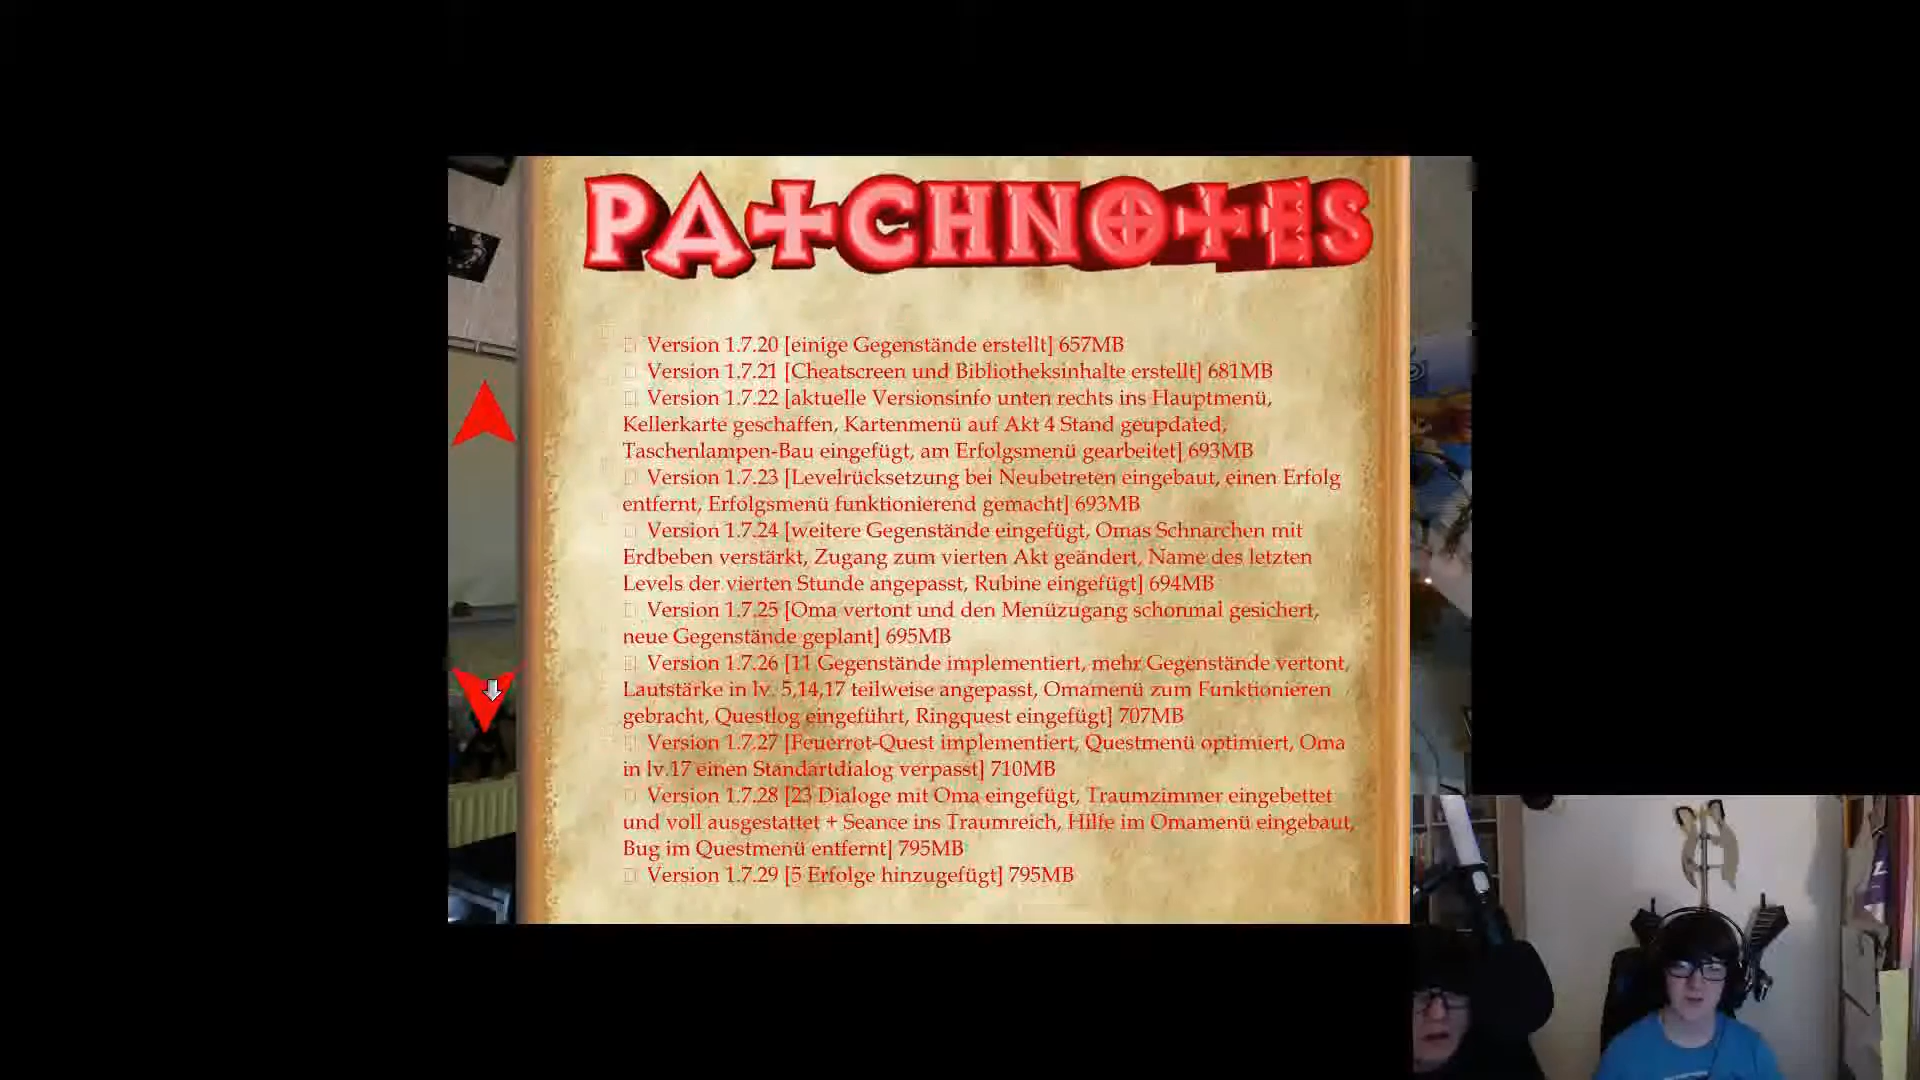 PATCHNOTES
Version 1.7.20 [einige Gegenstände erstellt] 657MB
Version 1.7.21 [Cheatscreen und Bibliotheksinhalte erstellt] 681MB
Version 1.7.22 [aktuelle Versionsinfo unten rechts ins Hauptmenü,
Kellerkarte geschaffen, Kartenmenü auf Akt 4 Stand geupdated,
Taschenlampen-Bau eingefügt, am Erfolgsmenü gearbeitet] 693MB
Version 1.7.23 [Levelrücksetzung bei Neubetreten eingebaut, einen Erfolg
entfernt, Erfolgsmenü funktionierend gemacht] 693MB
Version 1.7.24 [weitere Gegenstände eingefügt, Omas Schnarchen mit
Erdbeben verstärkt, Zugang zum vierten Akt geändert, Name des letzten
Levels der vierten Stunde angepasst, Rubine eingefügt] 694MB
Version 1.7.25 [Oma vertont und den Menüzugang schonmal gesichert,
neue Gegenstände geplant] 695MB
Version 1.7.26 [11 Gegenstände implementiert, mehr Gegenstände vertont,
Lautstärke in lv. 5,14,17 teilweise angepasst, Omamenü zum Funktionieren
gebracht, Questlog eingeführt, Ringquest eingefügt] 707MB
Version 1.7.27 [Feuerrot-Quest implementiert, Questmenü optimiert, Oma
in lv.17 einen Standartdialog verpasst] 710MB
Version 1.7.28 [23 Dialoge mit Oma eingefügt, Traumzimmer eingebettet
und voll ausgestattet + Seance ins Traumreich, Hilfe im Omamenü eingebaut,
Bug im Questmenü entfernt] 795MB
Version 1.7.29 [5 Erfolge hinzugefügt] 795MB